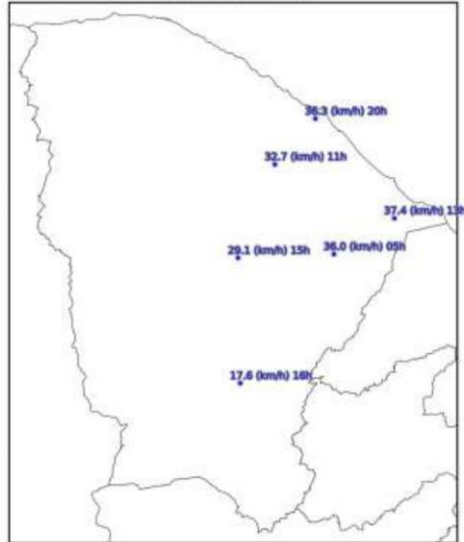 36.3 (km/h) 20h
32.7 (km/h) 11h
37.4 (km/h) 13h
29.1 (km/h) 15h
36.0 (km/h) 05h
17.6 (km/h) 16h